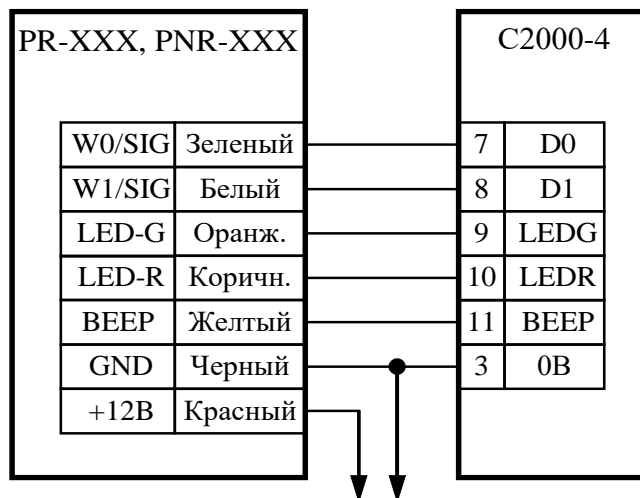 PR-XXX, PNR-XXX
C2000-4
W0/SIG Зеленый 7 D0
W1/SIG Белый 8 D1
LED-G Оранж. 9 LEDG
LED-R Коричн. 10 LEDR
BEEP Желтый 11 BEEP
GND Черный 3 0В
+12В Красный